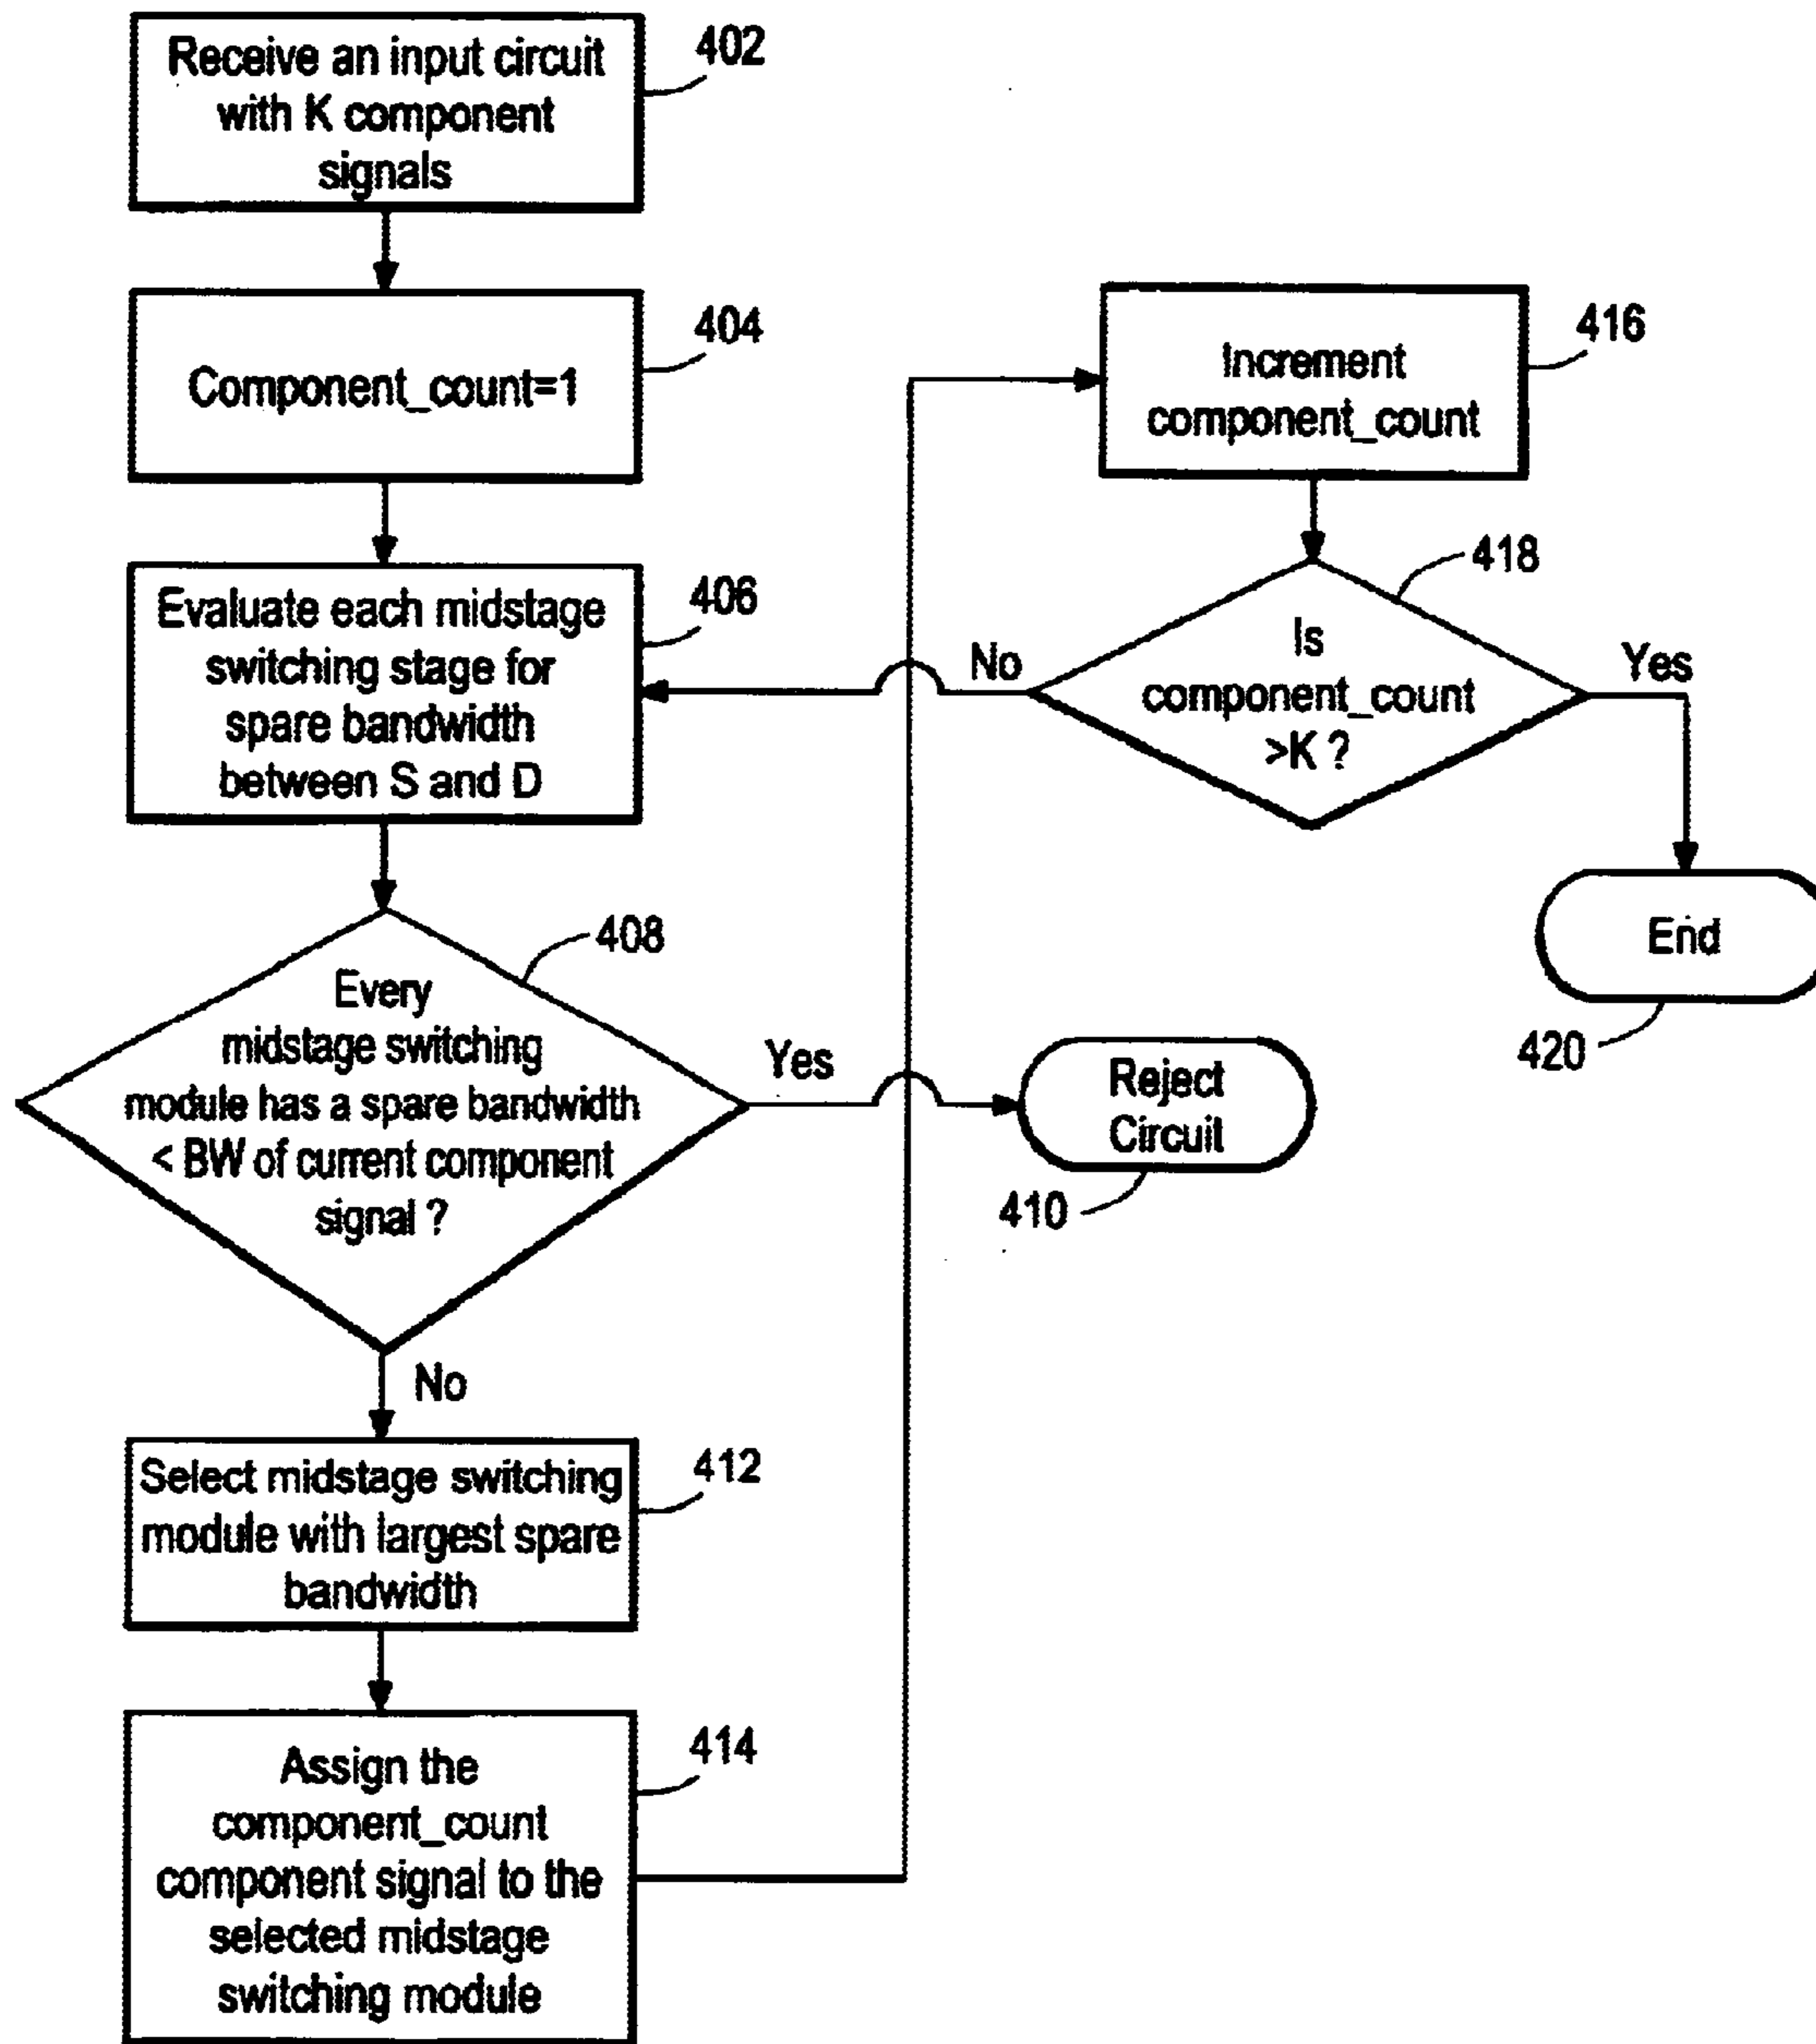 Receive an input circuit
with K component
signals
402
Component_count=1
404
Evaluate each midstage
switching stage for
spare bandwidth
between S and D
406
Every
midstage switching
module has a spare bandwidth
< BW of current component
signal ?
408
Yes
Reject
Circuit
410
No
Select midstage switching
module with largest spare
bandwidth
412
Assign the
component_count
component signal to the
selected midstage
switching module
414
Increment
component_count
416
Is
component_count
>K ?
418
No
Yes
End
420